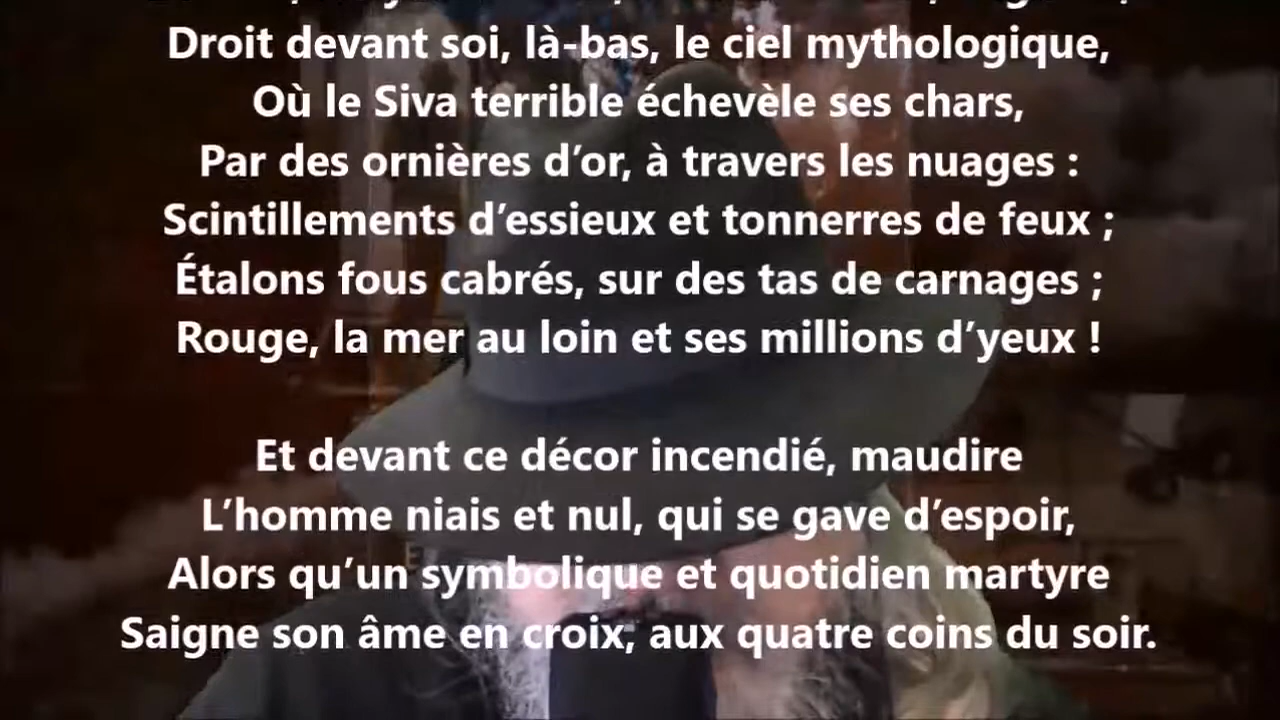 Droit devant soi, là-bas, le ciel mythologique,
Où le Siva terrible échevèle ses chars,
Par des ornières d’or, à travers les nuages :
Scintillements d’essieux et tonnerres de feux ;
Étalons fous cabrés, sur des tas de carnages ;
Rouge, la mer au loin et ses millions d’yeux !
Et devant ce décor incendié, maudire
L’homme niais et nul, qui se gave d’espoir,
Alors qu’un symbolique et quotidien martyre
Saigne son âme en croix, aux quatre coins du soir.